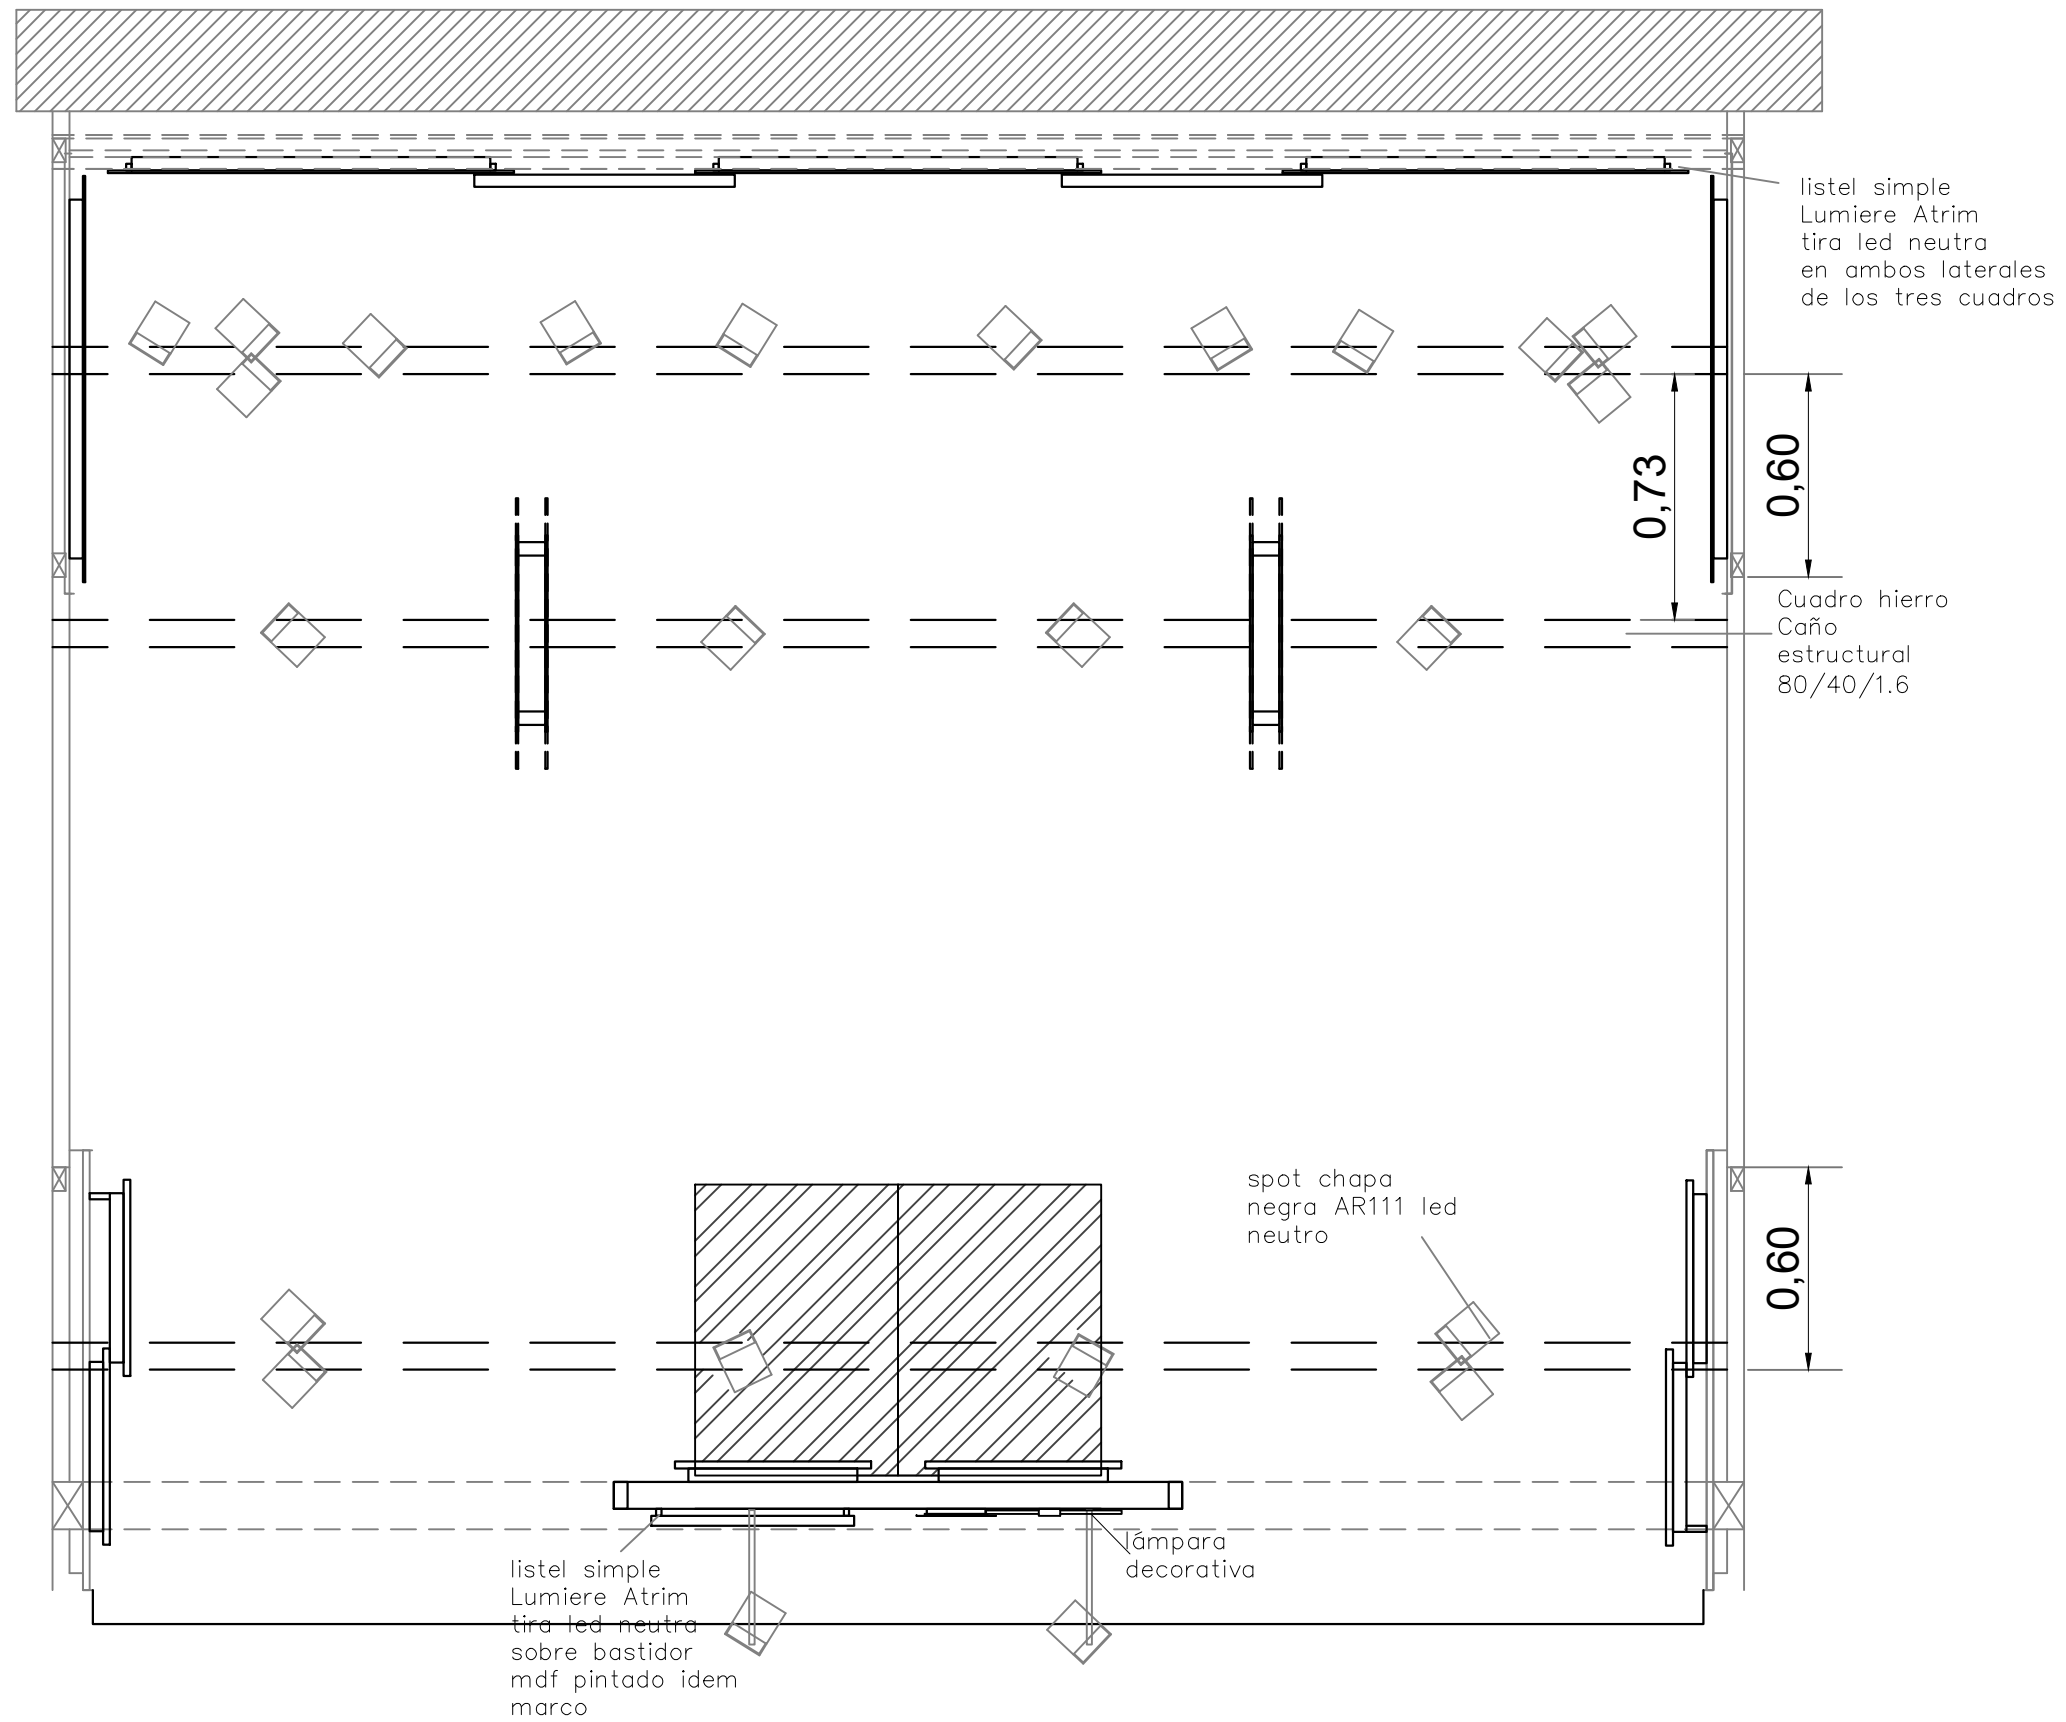 listel simple
Lumiere Atrim
tira led neutra
en ambos laterales
de los tres cuadros
0,73
0,60
Cuadro hierro
Caño
estructural
80/40/1.6
spot chapa
negra AR111 led
neutro
0,60
lámpara
decorativa
listel simple
Lumiere Atrim
tira led neutra
sobre bastidor
mdf pintado idem
marco